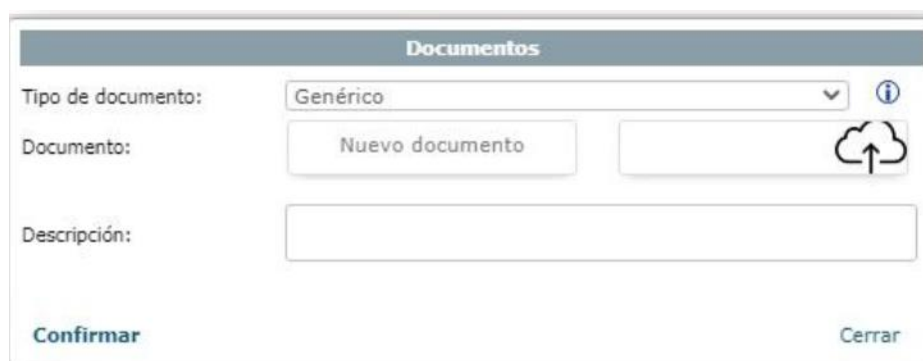 Documentos
Tipo de documento: Genérico
Documento: Nuevo documento
Descripción:
Confirmar Cerrar